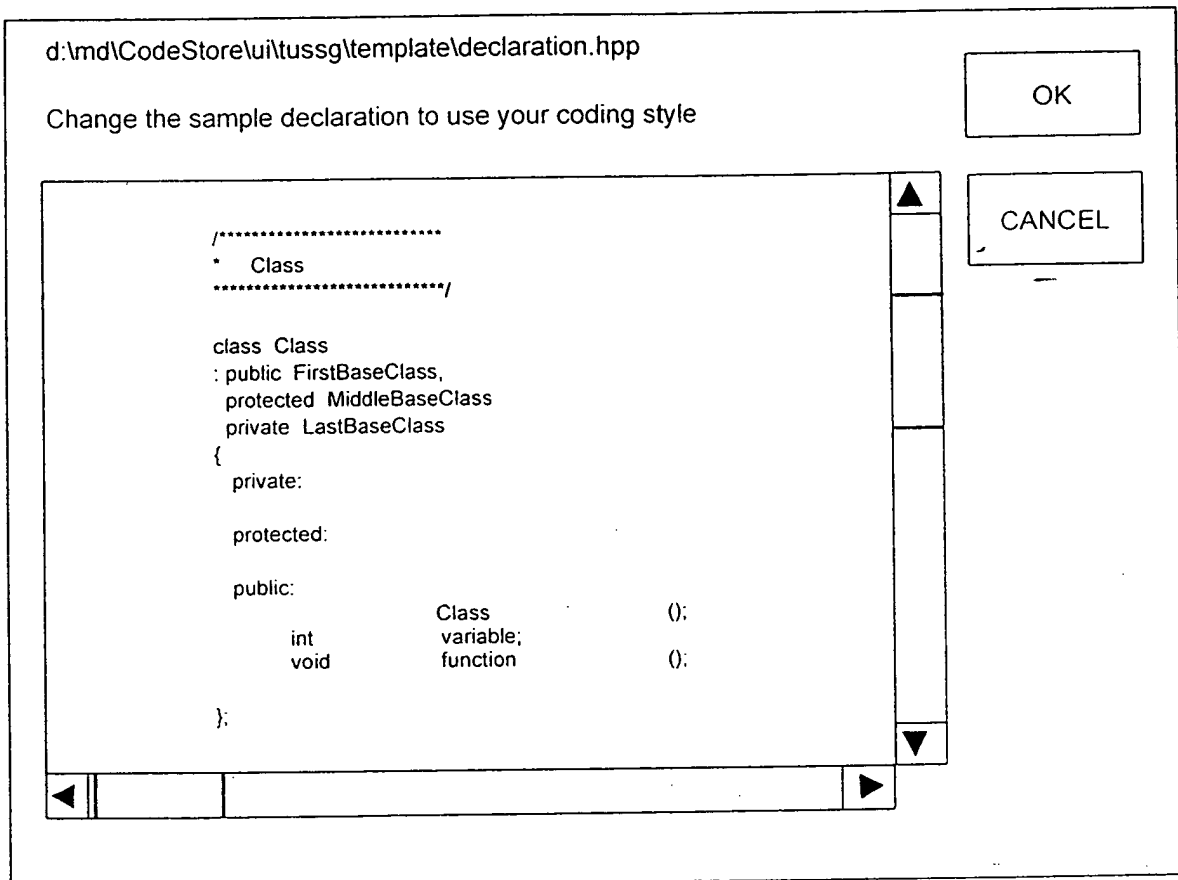 d:\md\CodeStore\ui\tussg\template\declaration.hpp
OK
Change the sample declaration to use your coding style
CANCEL
/***************************
* Class
****************************/
class Class
: public FirstBaseClass,
protected MiddleBaseClass
private LastBaseClass
{
private:
protected:
public:
Class ();
int variable;
void function ();
};